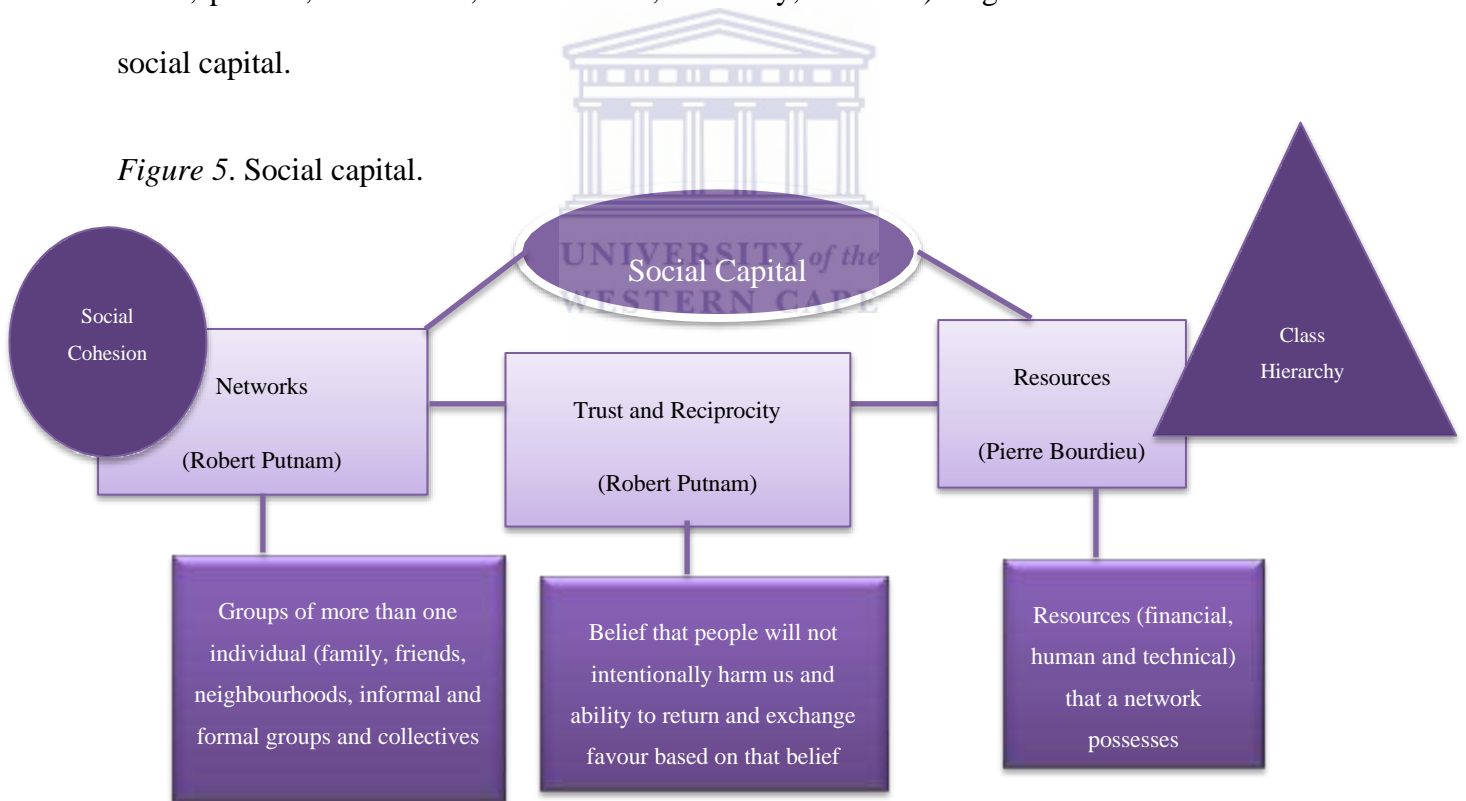 social capital.
Figure 5. Social capital.
UNIVERSITY of the
WESTERN CAPE
Social Capital
Social
Cohesion
Networks
(Robert Putnam)
Trust and Reciprocity
(Robert Putnam)
Resources
(Pierre Bourdieu)
Class
Hierarchy
Groups of more than one
individual (family, friends,
neighbourhoods, informal and
formal groups and collectives
Belief that people will not
intentionally harm us and
ability to return and exchange
favour based on that belief
Resources (financial,
human and technical)
that a network
possesses